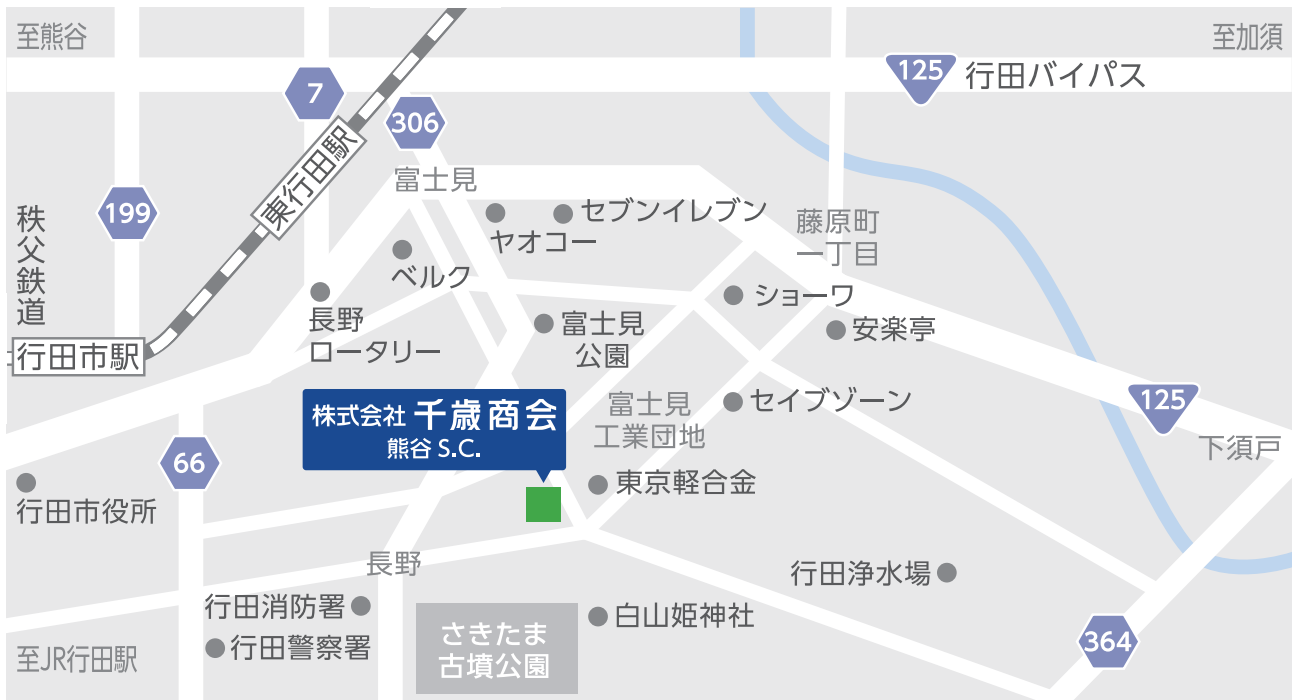 至熊谷
至加須
125
行田バイパス
7
306
東行田駅
富士見
199
秩父鉄道
セブンイレブン
ヤオコー
藤原町
一丁目
ベルク
ショーワ
長野
ロータリー
富士見
公園
安楽亭
行田市駅
株式会社 千歳商会
熊谷 S.C.
富士見
工業団地
セイブゾーン
125
下須戸
66
行田市役所
東京軽合金
長野
行田浄水場
行田消防署
行田警察署
さきたま
古墳公園
白山姫神社
364
至JR行田駅